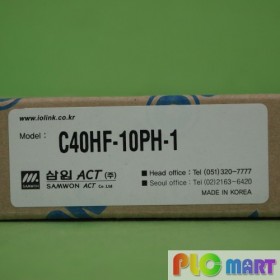 www.iolink.co.kr
Model : C40HF-10PH-1
삼원 ACT (주)
SAMWON ACT Co.,Ltd.
Head office : Tel (051) 320-7777
Seoul office : Tel (02) 2163-6420
MADE IN KOREA
PLC mart